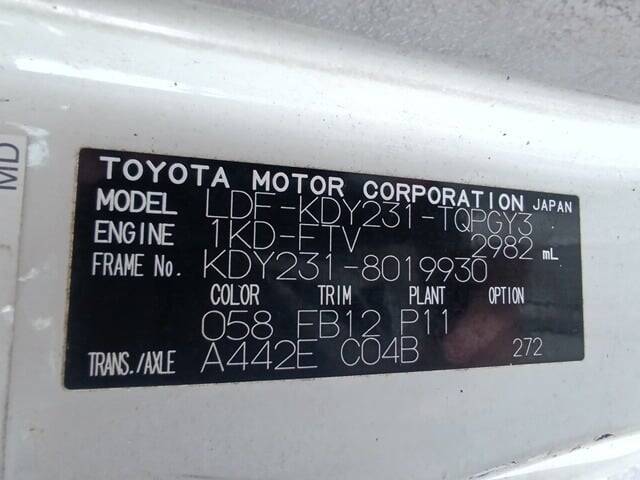 MD
TOYOTA MOTOR CORPORATION JAPAN
MODEL LDF-KDY231-TQPGY3
ENGINE 1KD-FTV 2982 mL
FRAME No. KDY231-8019930
COLOR TRIM PLANT OPTION
058 FB12 P11
TRANS./AXLE A442E C04B 272